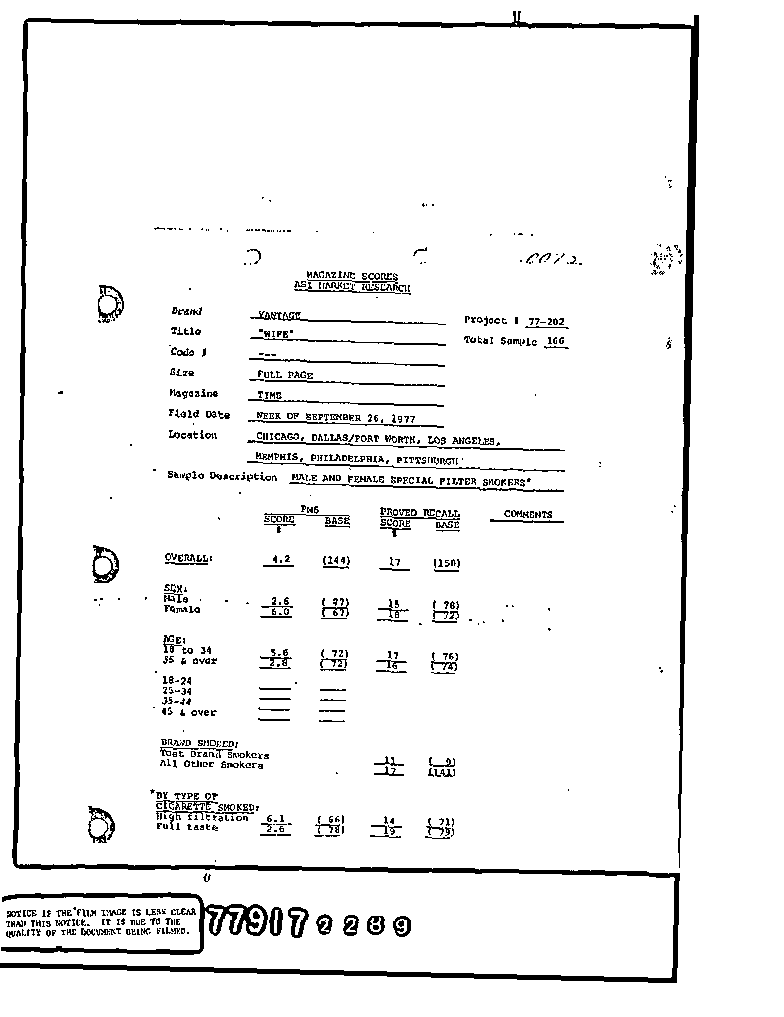 .0072.
MAGAZINE SCORES
ASI MARKET RESEARCH
Brand VANTAGE Project # 77-202
Title "WIFE" Total Sample 166
Code # ---
Size FULL PAGE
Magazine TIME
Field Date WEEK OF SEPTEMBER 26, 1977
Location CHICAGO, DALLAS/FORT WORTH, LOS ANGELES,
MEMPHIS, PHILADELPHIA, PITTSBURGH
Sample Description MALE AND FEMALE SPECIAL FILTER SMOKERS*
PNS PROVED RECALL COMMENTS
SCORE BASE SCORE BASE
OVERALL: 4.2 (144) 17 (150)
SEX:
Male 2.6 (77) 15 (78)
Female 6.0 (67) 18 (72)
AGE:
18 to 34 5.6 (72) 17 (76)
35 & over 2.8 (72) 16 (74)
18-24
25-34
35-44
45 & over
BRAND SMOKED:
Test Brand Smokers 11 (9)
All Other Smokers 17 (141)
*BY TYPE OF
CIGARETTE SMOKED:
High filtration 6.1 (66) 14 (71)
Full taste 2.6 (78) 19 (79)
NOTICE IF THE FILM IMAGE IS LESS CLEAR
THAN THIS NOTICE. IT IS DUE TO THE
QUALITY OF THE DOCUMENT BEING FILMED.
77917 2289